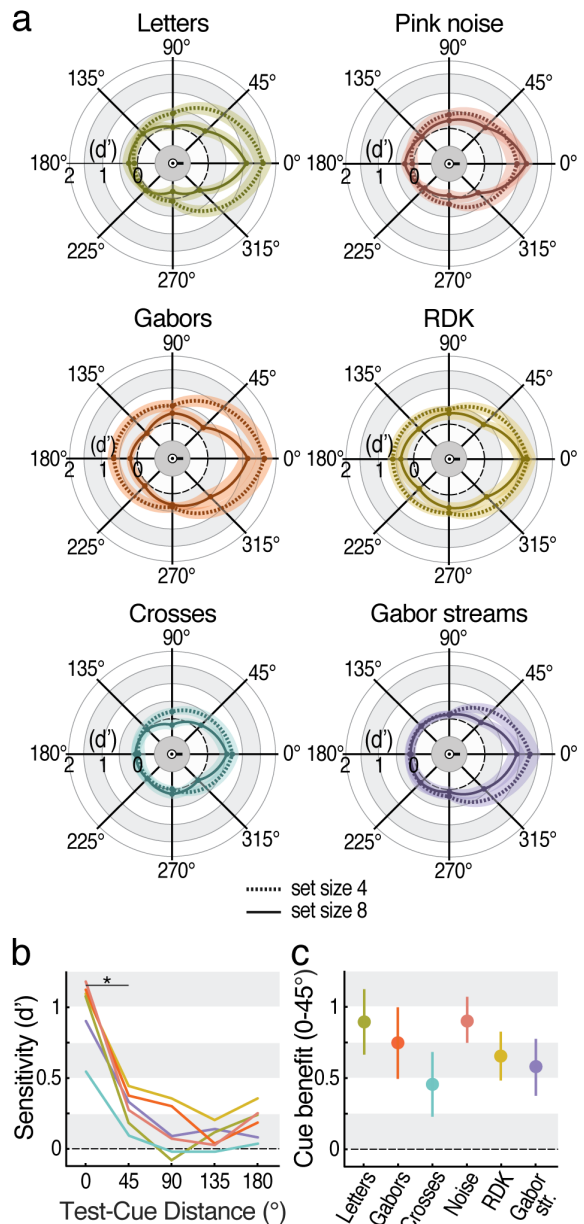 a
Letters
Pink noise
90° 90°
135° 45° 135° 45°
(d') (d')
180° 0° 180° 0°
2 1 0 2 1 0
225° 315° 225° 315°
270° 270°
Gabors
RDK
90° 90°
135° 45° 135° 45°
(d') (d')
180° 0° 180° 0°
2 1 0 2 1 0
225° 315° 225° 315°
270° 270°
Crosses
Gabor streams
90° 90°
135° 45° 135° 45°
(d') (d')
180° 0° 180° 0°
2 1 0 2 1 0
225° 315° 225° 315°
270° 270°
set size 4
set size 8
b
*
Sensitivity (d')
1
0.5
0
0 45 90 135 180
Test-Cue Distance (°)
c
Cue benefit (0-45°)
1
0.5
0
Letters
Gabors
Crosses
Noise
RDK
Gabor
str.